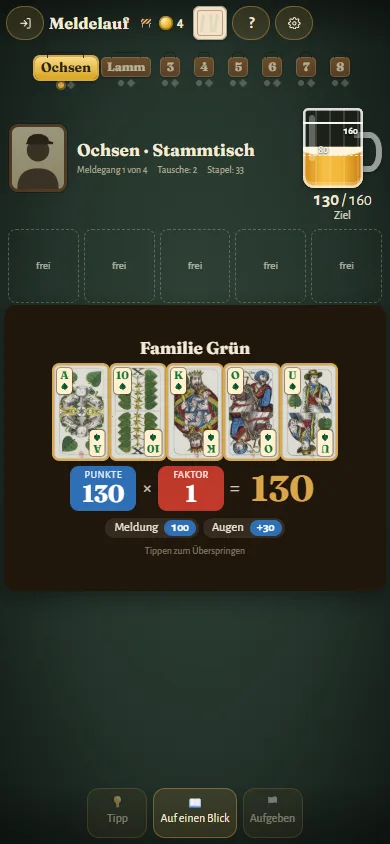 Meldelauf 4 ?
Ochsen Lamm 3 4 5 6 7 8
Ochsen · Stammtisch
Meldegang 1 von 4 Tausche: 2 Stapel: 33
160
80
130 / 160
Ziel
frei frei frei frei frei
Familie Grün
A 10 K O U
A 10 K O U
PUNKTE FAKTOR
130 × 1 = 130
Meldung 100 Augen +30
Tippen zum Überspringen
Tipp Auf einen Blick Aufgeben